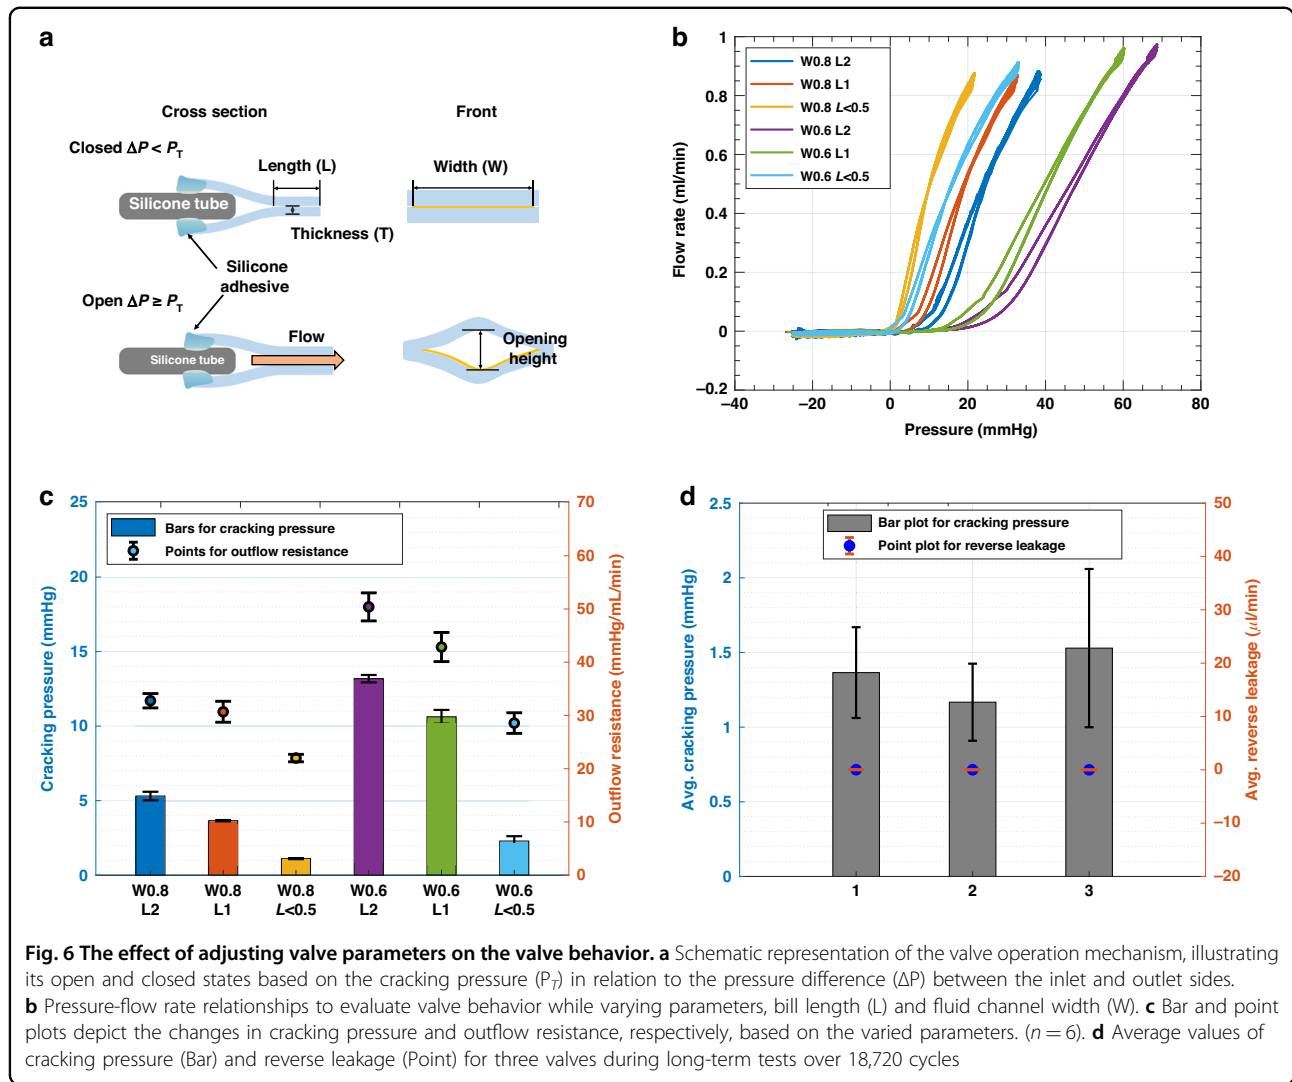 a
Cross section
Front
Closed ΔP < P_T
Length (L)
Width (W)
Silicone tube
Thickness (T)
Silicone
adhesive
Open ΔP ≥ P_T
Flow
Silicone tube
Opening
height
b
W0.8 L2
W0.8 L1
W0.8 L<0.5
W0.6 L2
W0.6 L1
W0.6 L<0.5
1
0.8
0.6
0.4
0.2
0
−0.2
Flow rate (ml/min)
−40 −20 0 20 40 60 80
Pressure (mmHg)
c
Bars for cracking pressure
Points for outflow resistance
25
20
15
10
5
0
Cracking pressure (mmHg)
70
60
50
40
30
20
10
0
Outflow resistance (mmHg/mL/min)
W0.8 W0.8 W0.8 W0.6 W0.6 W0.6
L2 L1 L<0.5 L2 L1 L<0.5
d
Bar plot for cracking pressure
Point plot for reverse leakage
2.5
2
1.5
1
0.5
0
Avg. cracking pressure (mmHg)
50
40
30
20
10
0
−10
−20
Avg. reverse leakage (μl/min)
1 2 3
Fig. 6 The effect of adjusting valve parameters on the valve behavior. a Schematic representation of the valve operation mechanism, illustrating
its open and closed states based on the cracking pressure (P_T) in relation to the pressure difference (ΔP) between the inlet and outlet sides.
b Pressure-flow rate relationships to evaluate valve behavior while varying parameters, bill length (L) and fluid channel width (W). c Bar and point
plots depict the changes in cracking pressure and outflow resistance, respectively, based on the varied parameters. (n = 6). d Average values of
cracking pressure (Bar) and reverse leakage (Point) for three valves during long-term tests over 18,720 cycles